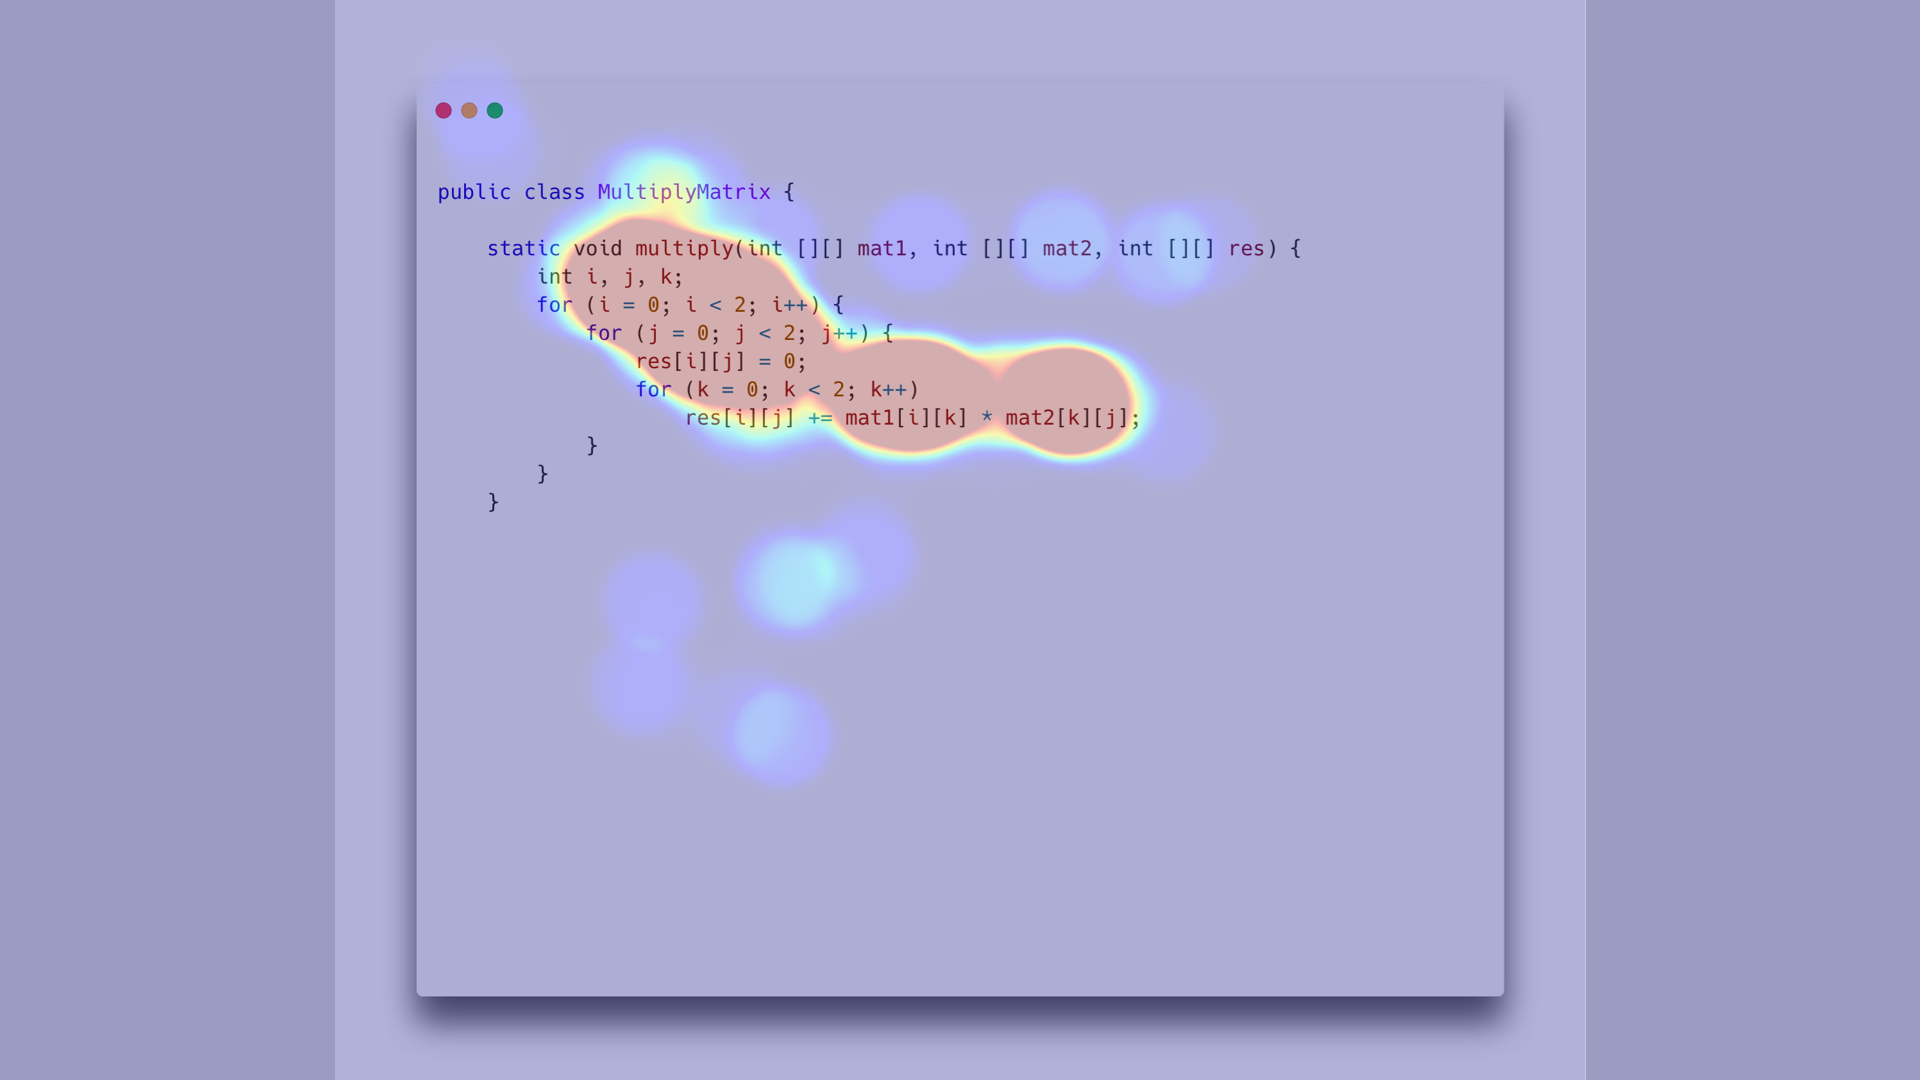 public class MultiplyMatrix {
static void multiply(int [][] mat1, int [][] mat2, int [][] res) {
int i, j, k;
for (i = 0; i < 2; i++) {
for (j = 0; j < 2; j++) {
res[i][j] = 0;
for (k = 0; k < 2; k++)
res[i][j] += mat1[i][k] * mat2[k][j];
}
}
}